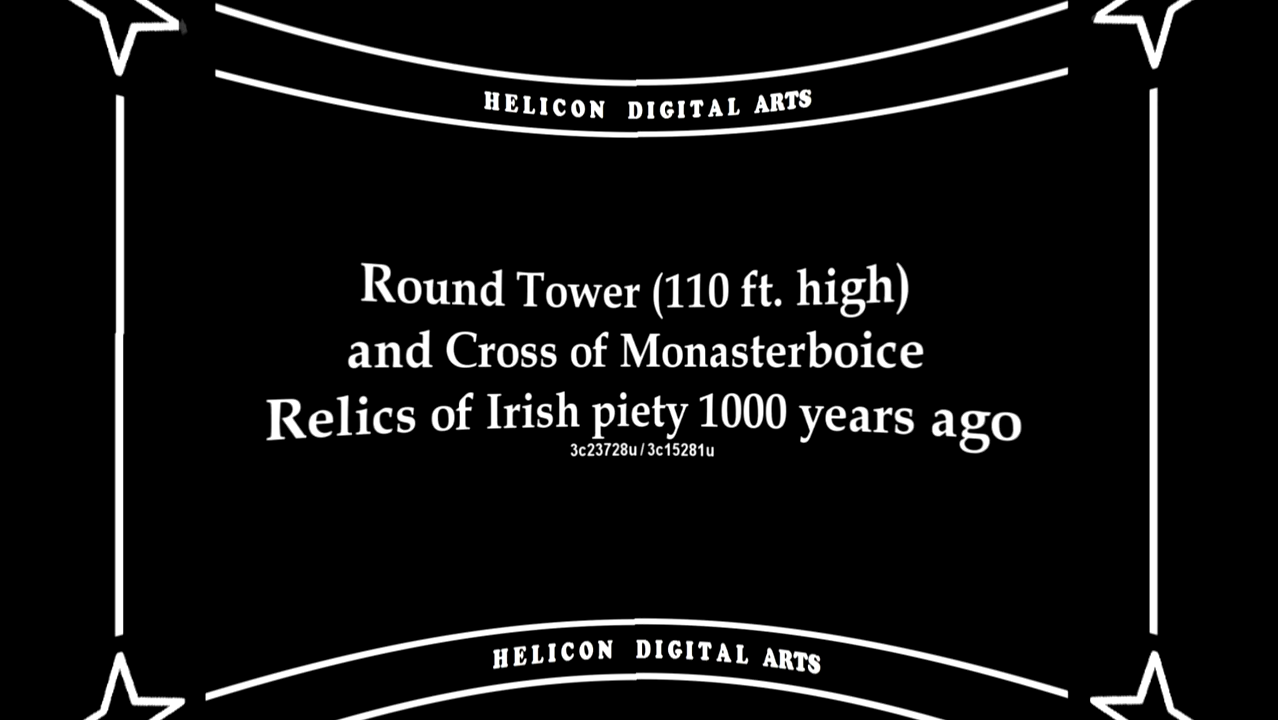 HELICON DIGITAL ARTS
Round Tower (110 ft. high)
and Cross of Monasterboice
Relics of Irish piety 1000 years ago
3c23728u / 3c15281u
HELICON DIGITAL ARTS